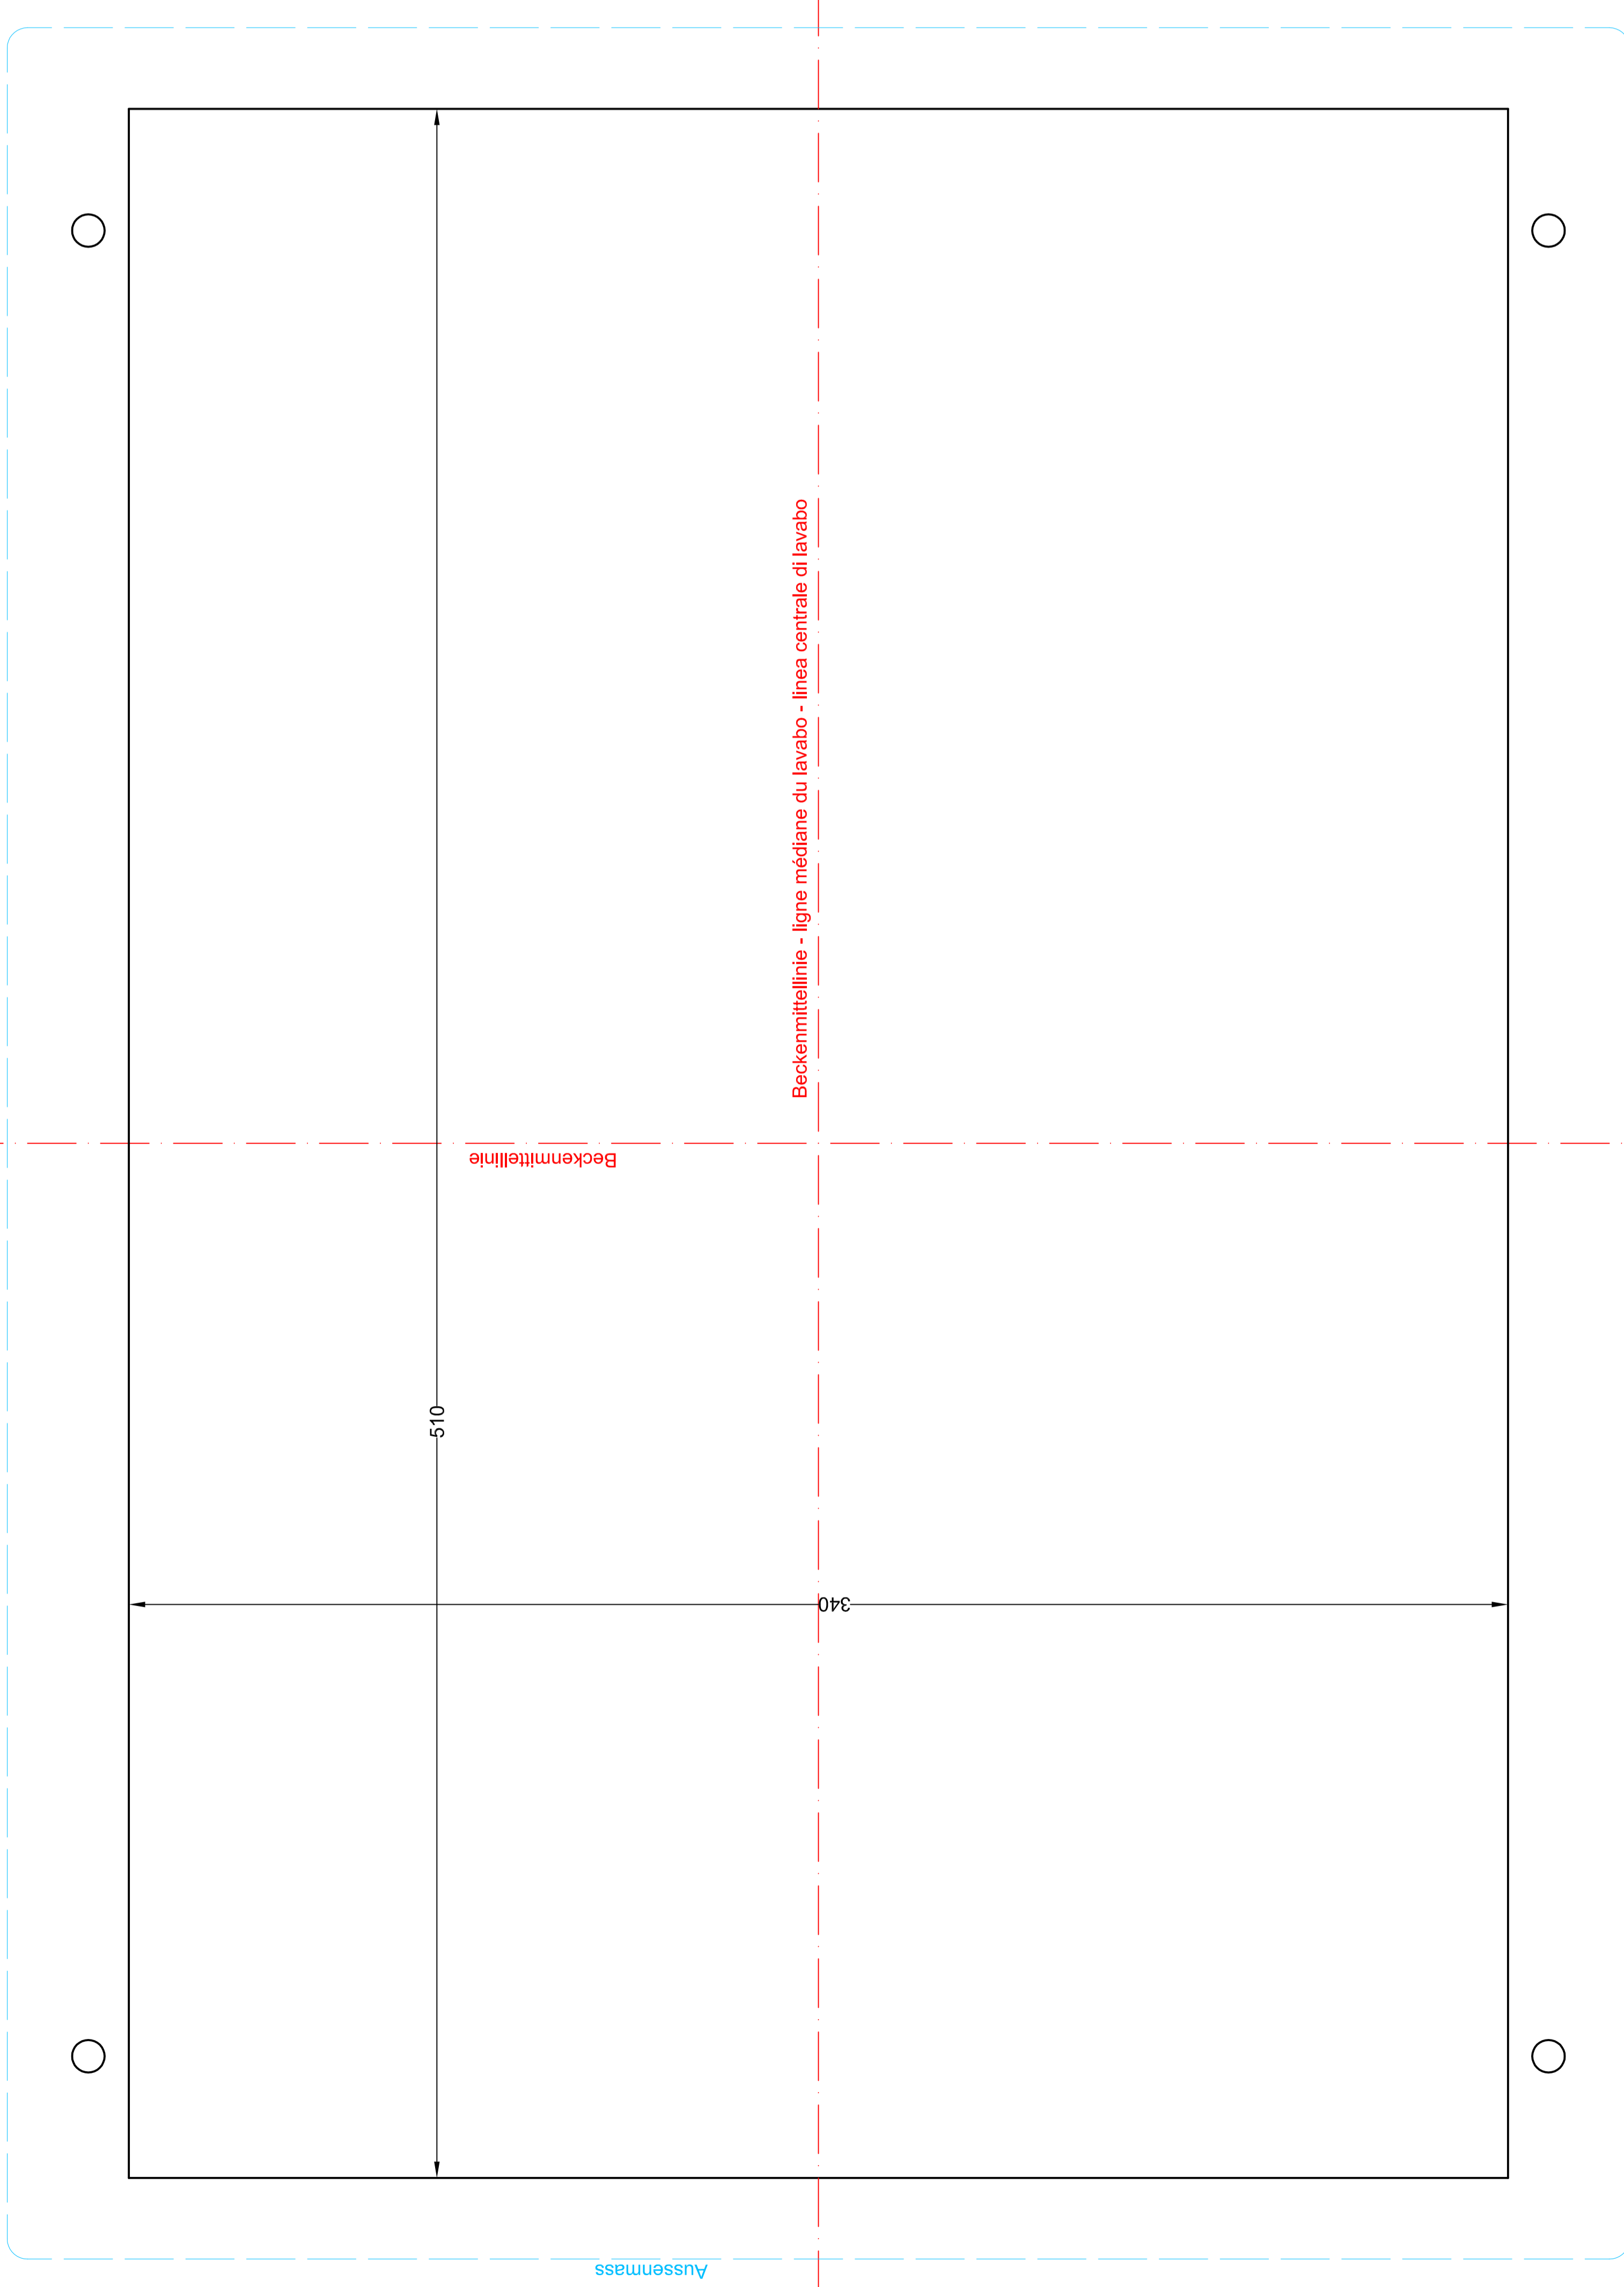 Beckenmittellinie - ligne médiane du lavabo - linea centrale di lavabo
Beckenmittellinie
510
340
Aussenmass